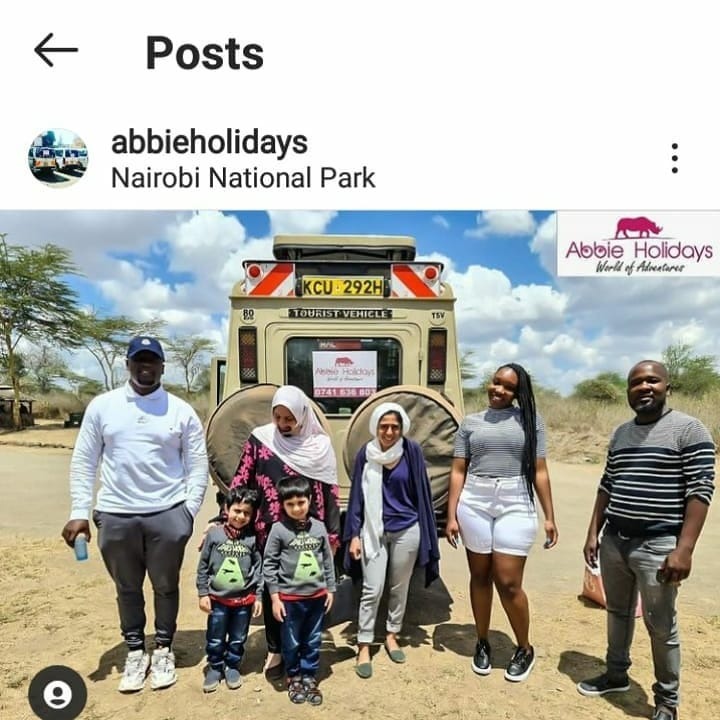 Posts
abbieholidays
Nairobi National Park
Abbie Holidays
World of Adventures
KCU 292H
80
TOURIST VEHICLE
TSV
Abbie Holidays
World of Adventures
0741 636 803